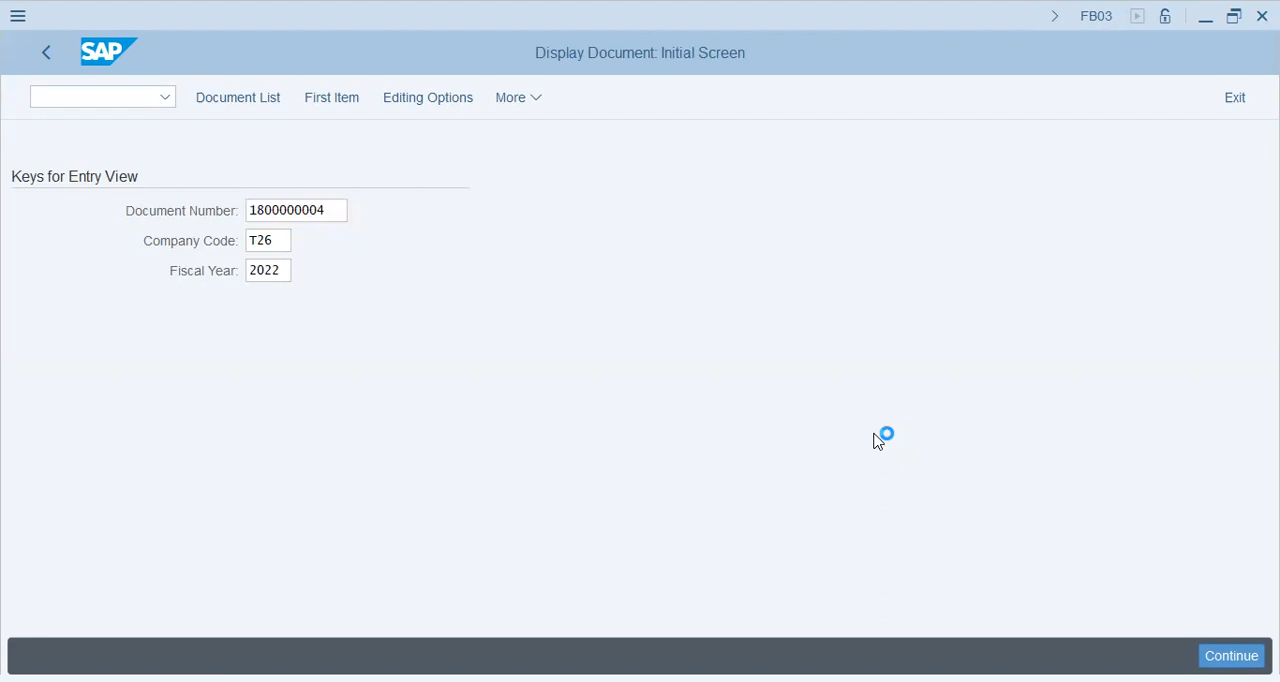 FB03
SAP
Display Document: Initial Screen
Document List First Item Editing Options More Exit
Keys for Entry View
Document Number: 1800000004
Company Code: T26
Fiscal Year: 2022
Continue